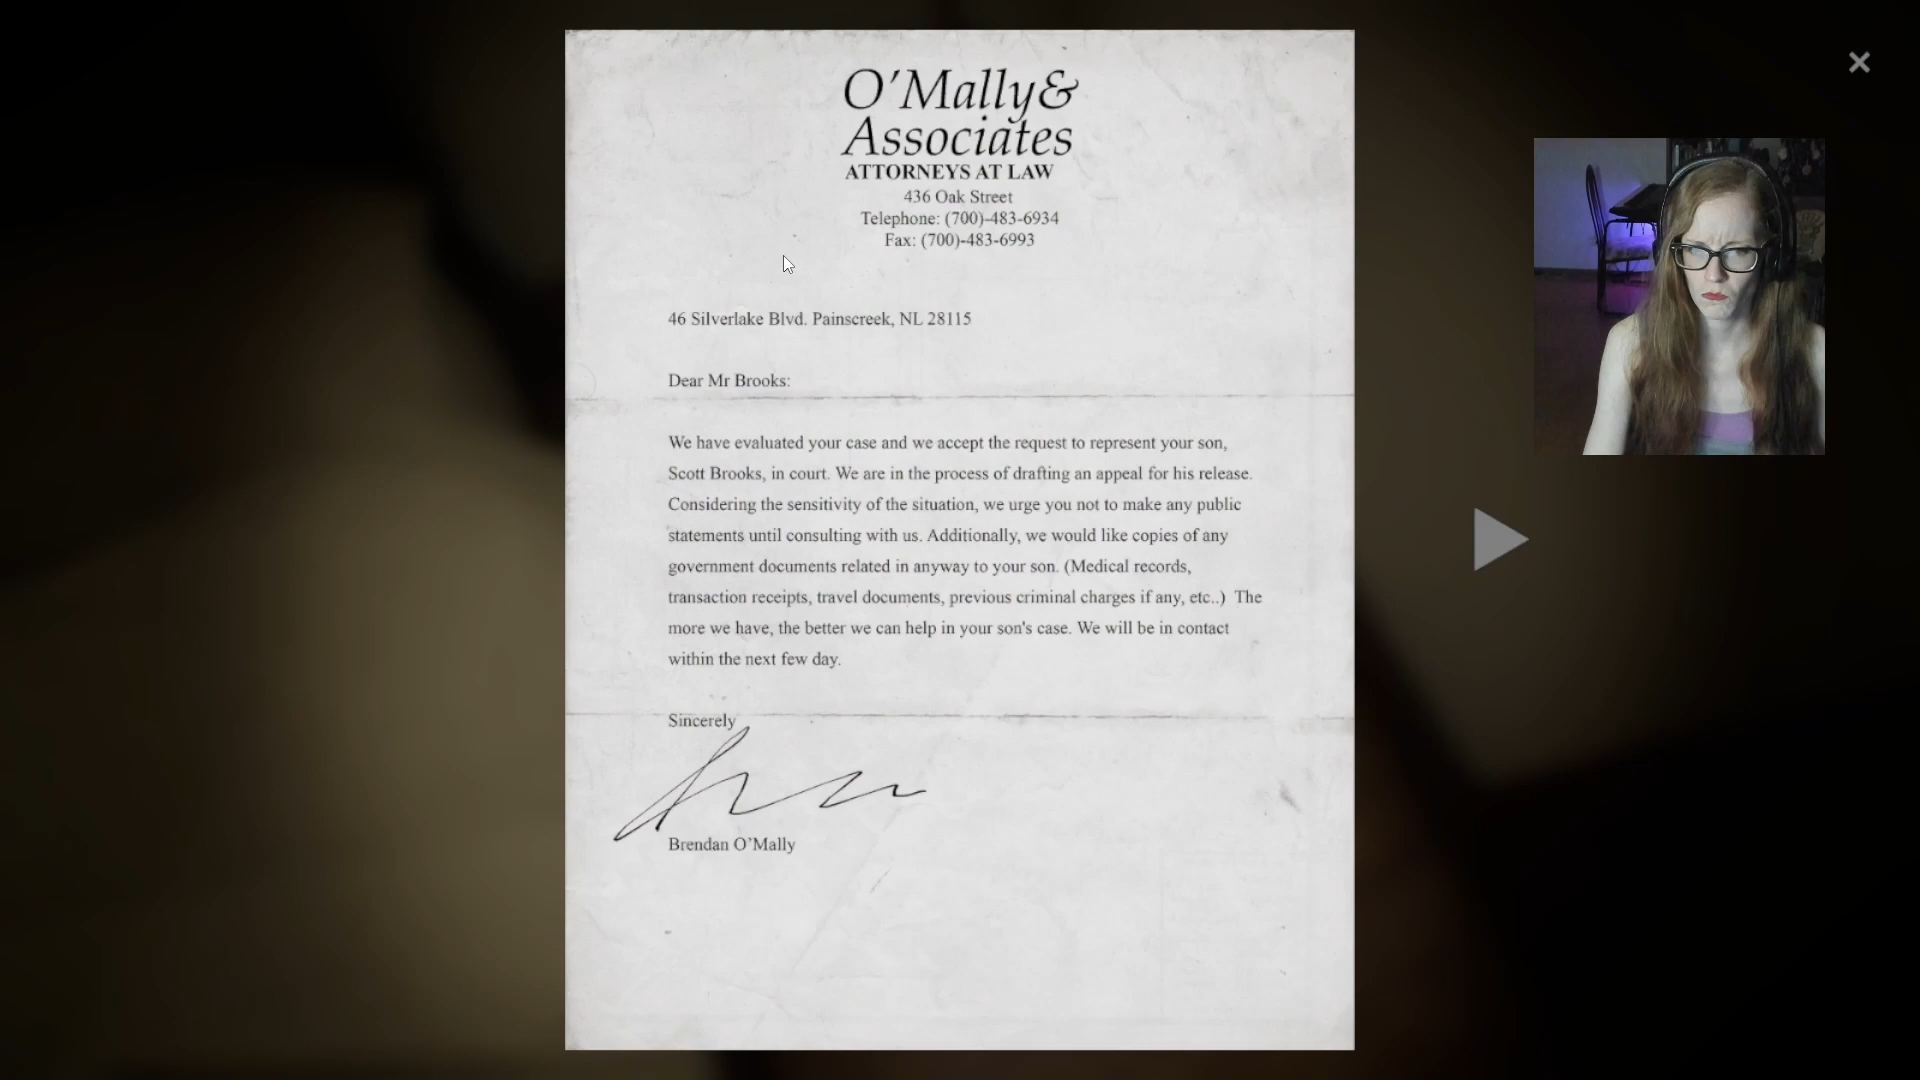 O'Mally&
Associates
ATTORNEYS AT LAW
436 Oak Street
Telephone: (700)-483-6934
Fax: (700)-483-6993
46 Silverlake Blvd. Painscreek, NL 28115
Dear Mr Brooks:
We have evaluated your case and we accept the request to represent your son,
Scott Brooks, in court. We are in the process of drafting an appeal for his release.
Considering the sensitivity of the situation, we urge you not to make any public
statements until consulting with us. Additionally, we would like copies of any
government documents related in anyway to your son. (Medical records,
transaction receipts, travel documents, previous criminal charges if any, etc..)  The
more we have, the better we can help in your son's case. We will be in contact
within the next few day.
Sincerely
Brendan O'Mally